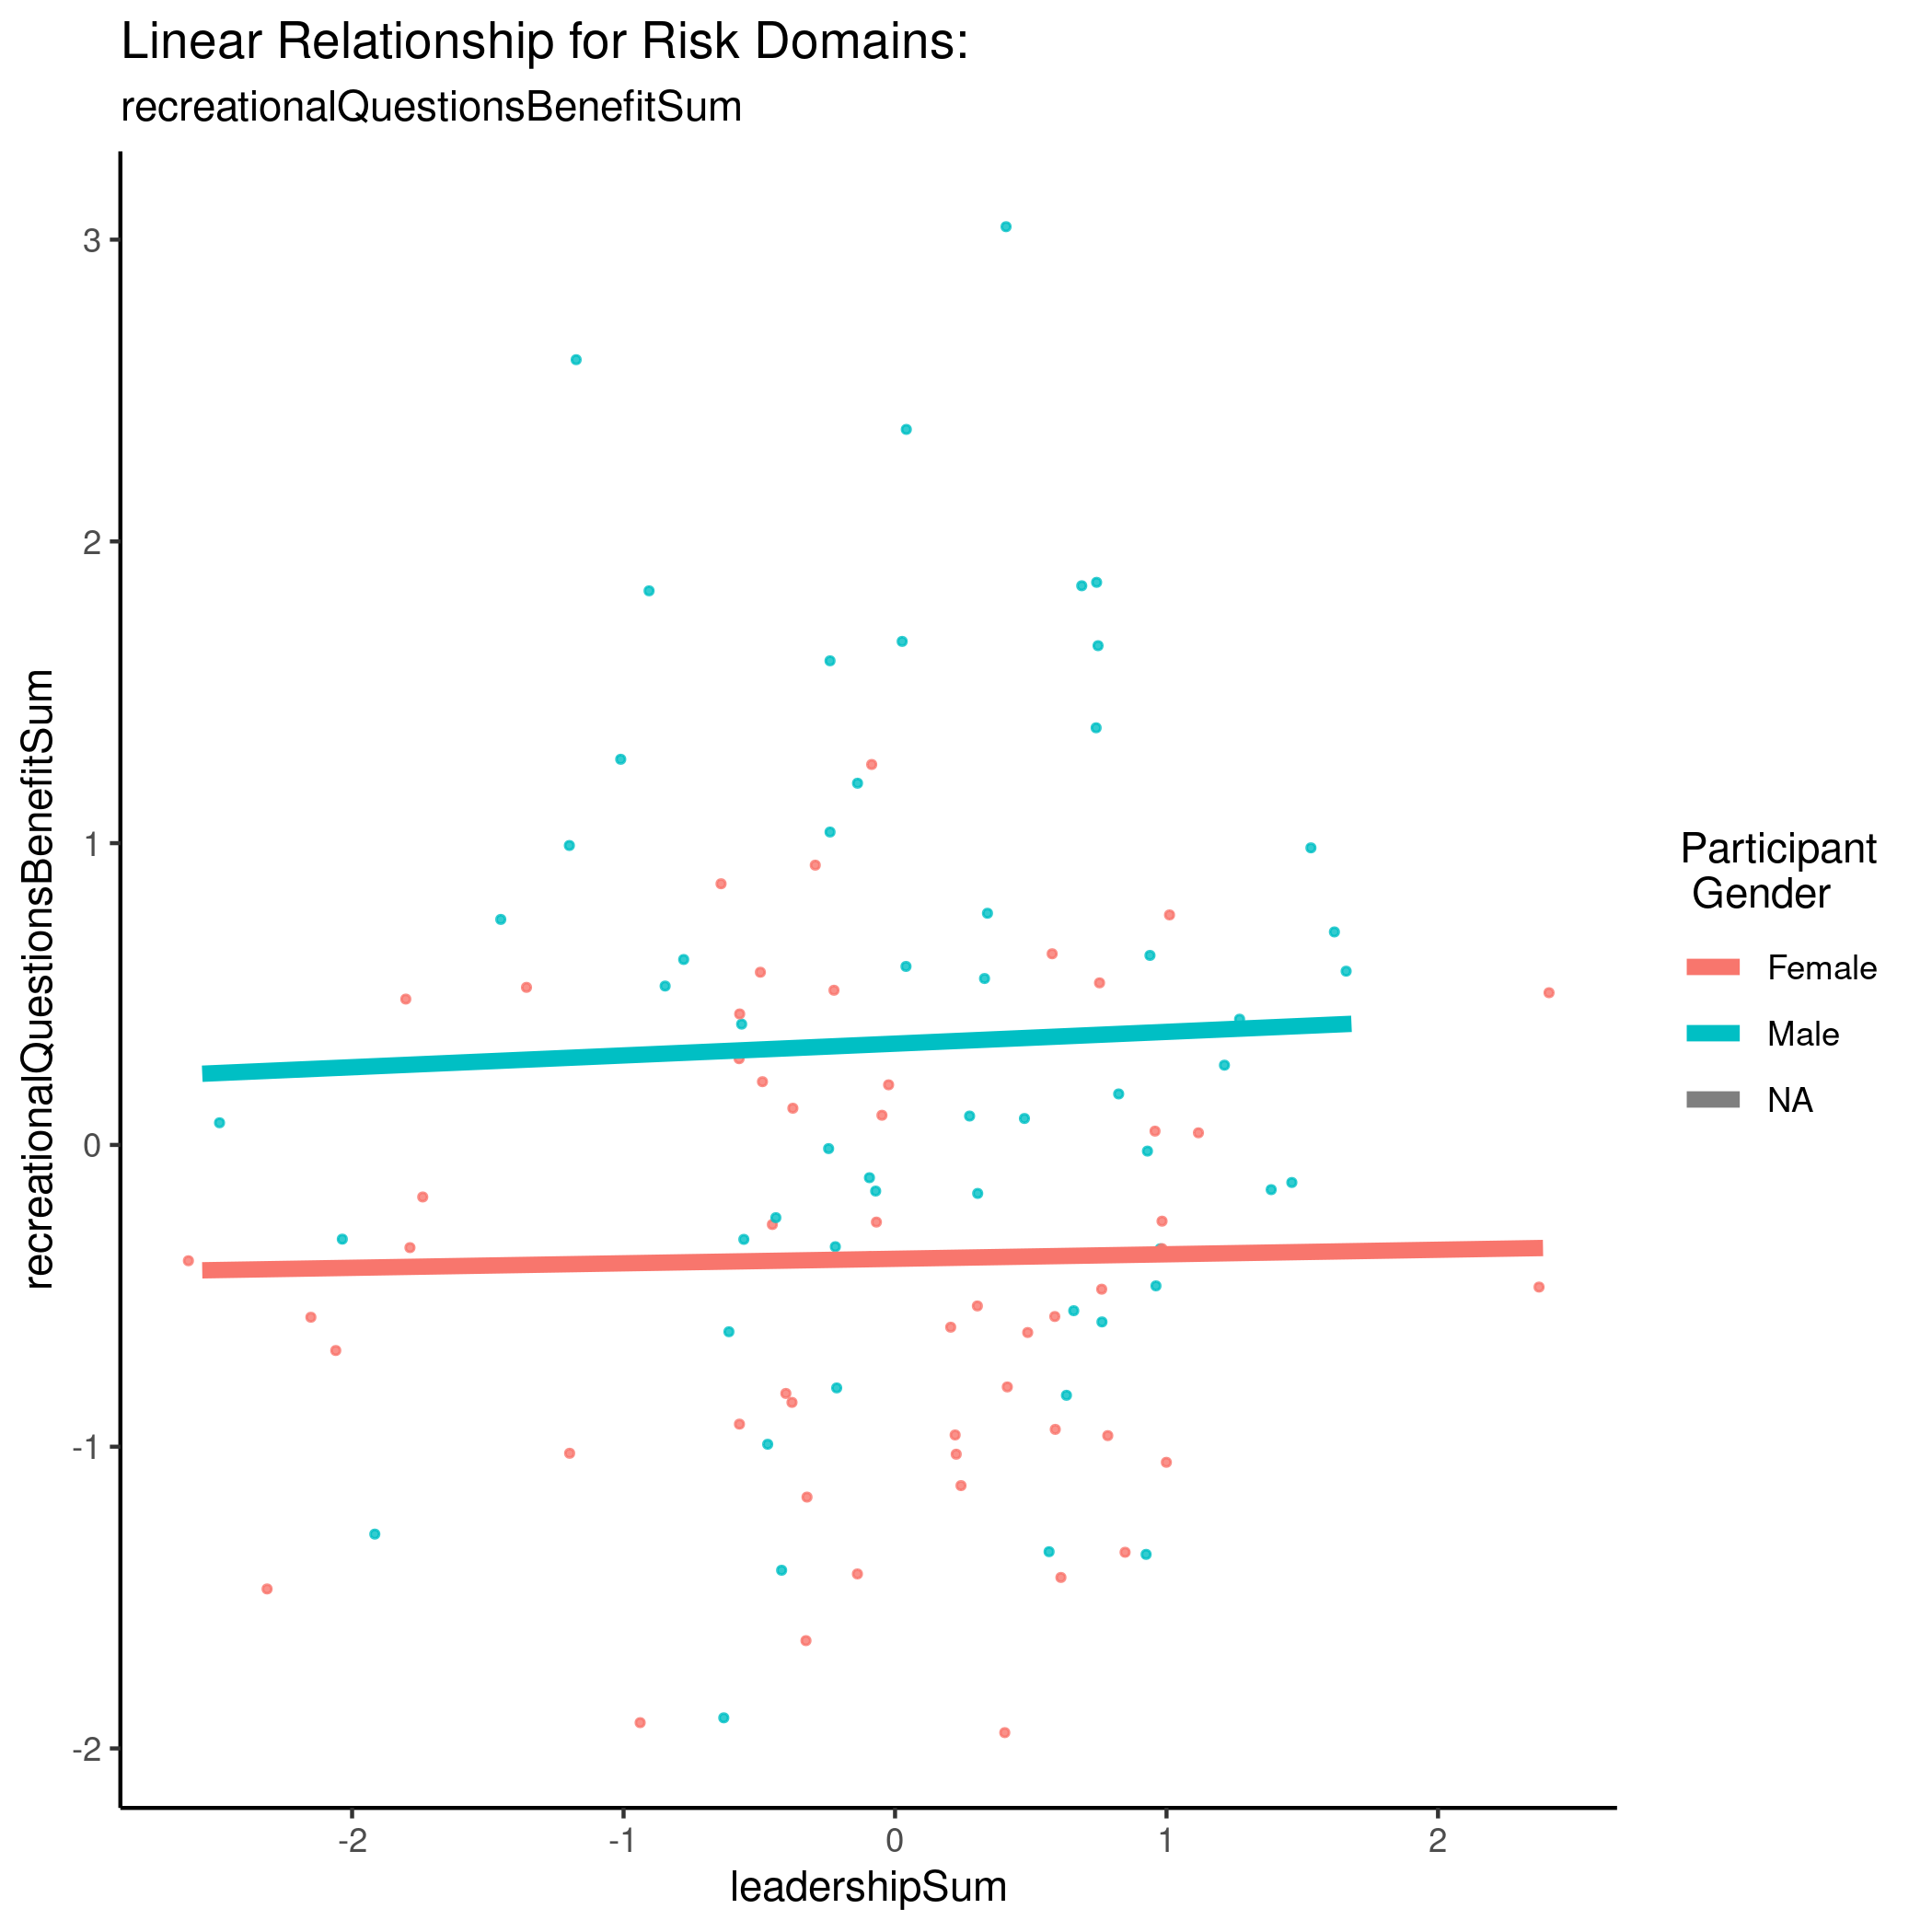 Linear Relationship for Risk Domains:
recreationalQuestionsBenefitSum
recreationalQuestionsBenefitSum
3
2
1
0
-1
-2
-2
-1
0
1
2
leadershipSum
Participant
Gender
Female
Male
NA